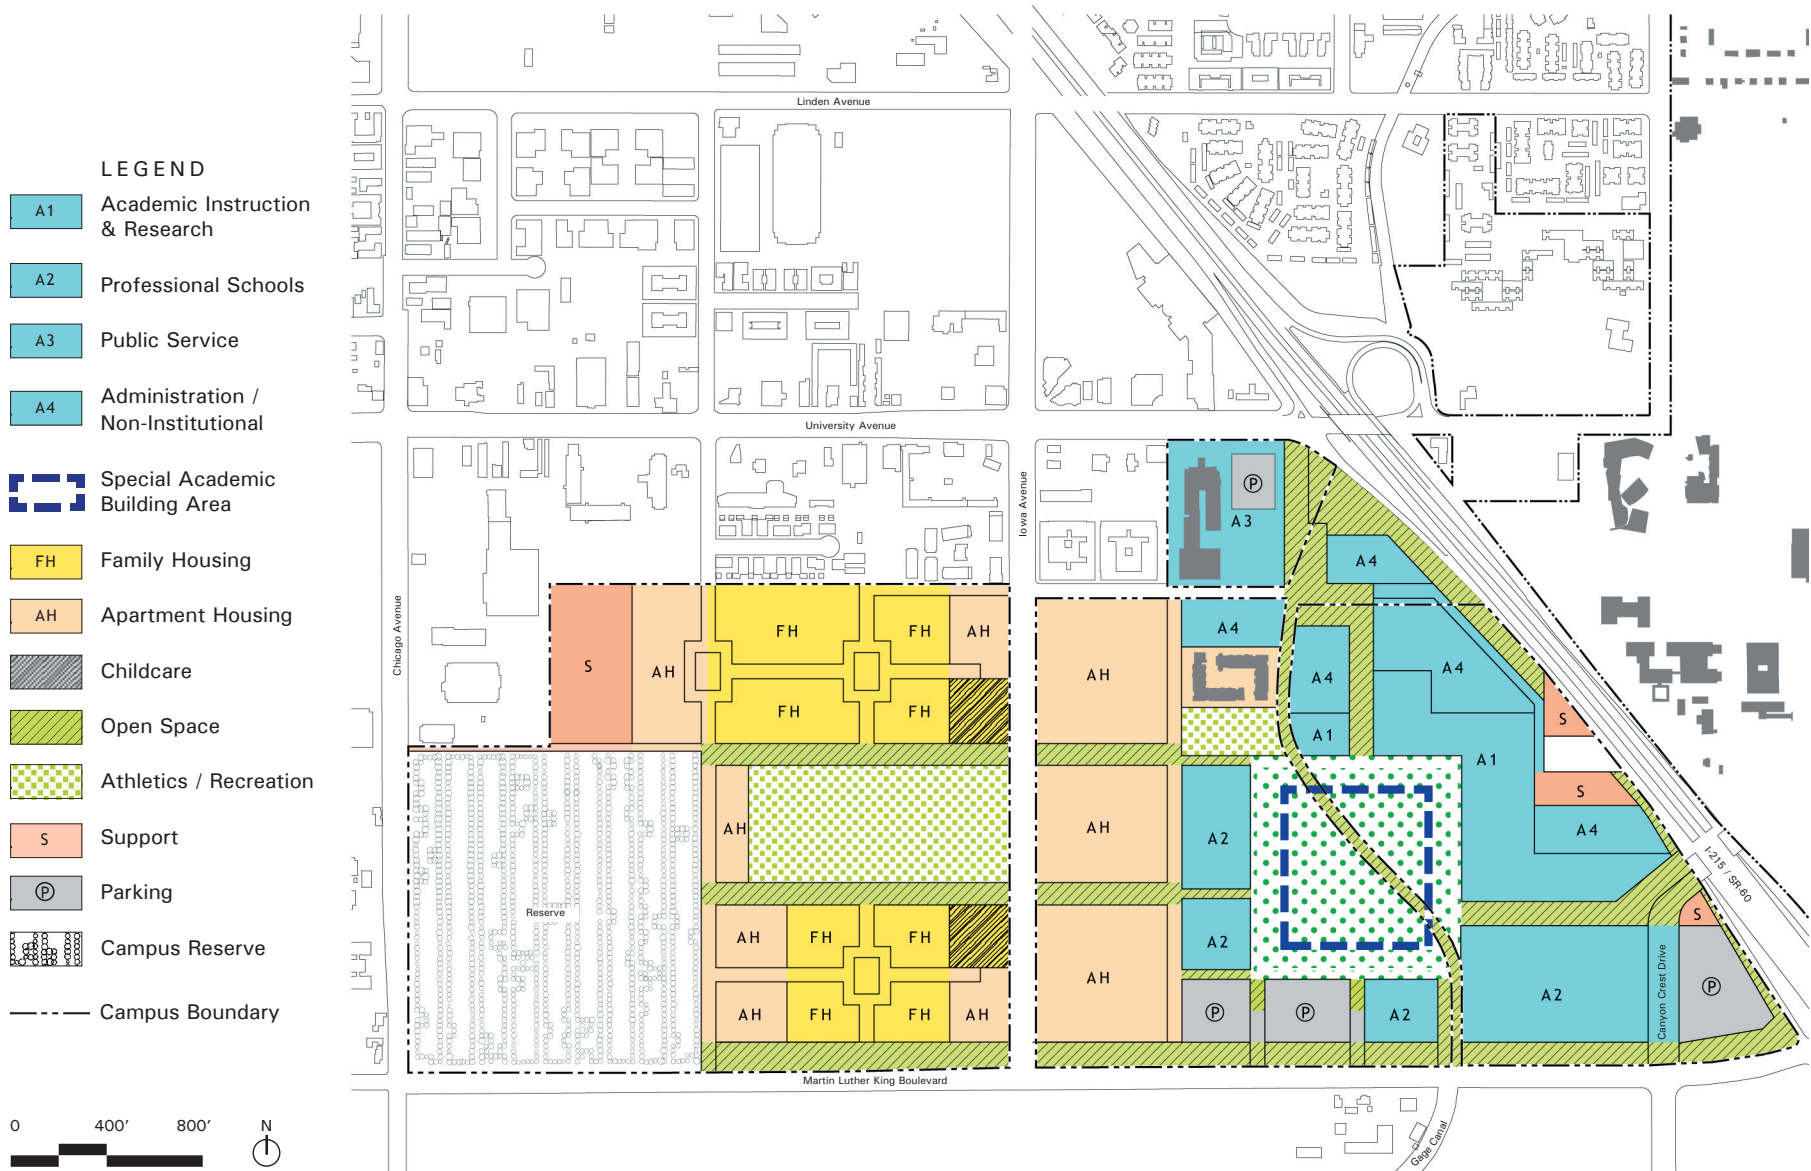 LEGEND
A1 Academic Instruction
& Research
A2 Professional Schools
A3 Public Service
A4 Administration /
Non-Institutional
Special Academic
Building Area
FH Family Housing
AH Apartment Housing
Childcare
Open Space
Athletics / Recreation
S Support
P Parking
Campus Reserve
Campus Boundary
0 400' 800' N
Linden Avenue
University Avenue
Chicago Avenue
Iowa Avenue
P
A3
A4
S
AH
FH
FH
AH
FH
FH
AH
A4
A4
A4
S
A1
A1
AH
AH
A2
S
A4
I-215 / SR-60
Reserve
AH
FH
FH
AH
A2
S
AH
FH
FH
AH
P
P
A2
A2
Canyon Crest Drive
P
Martin Luther King Boulevard
Gage Canal